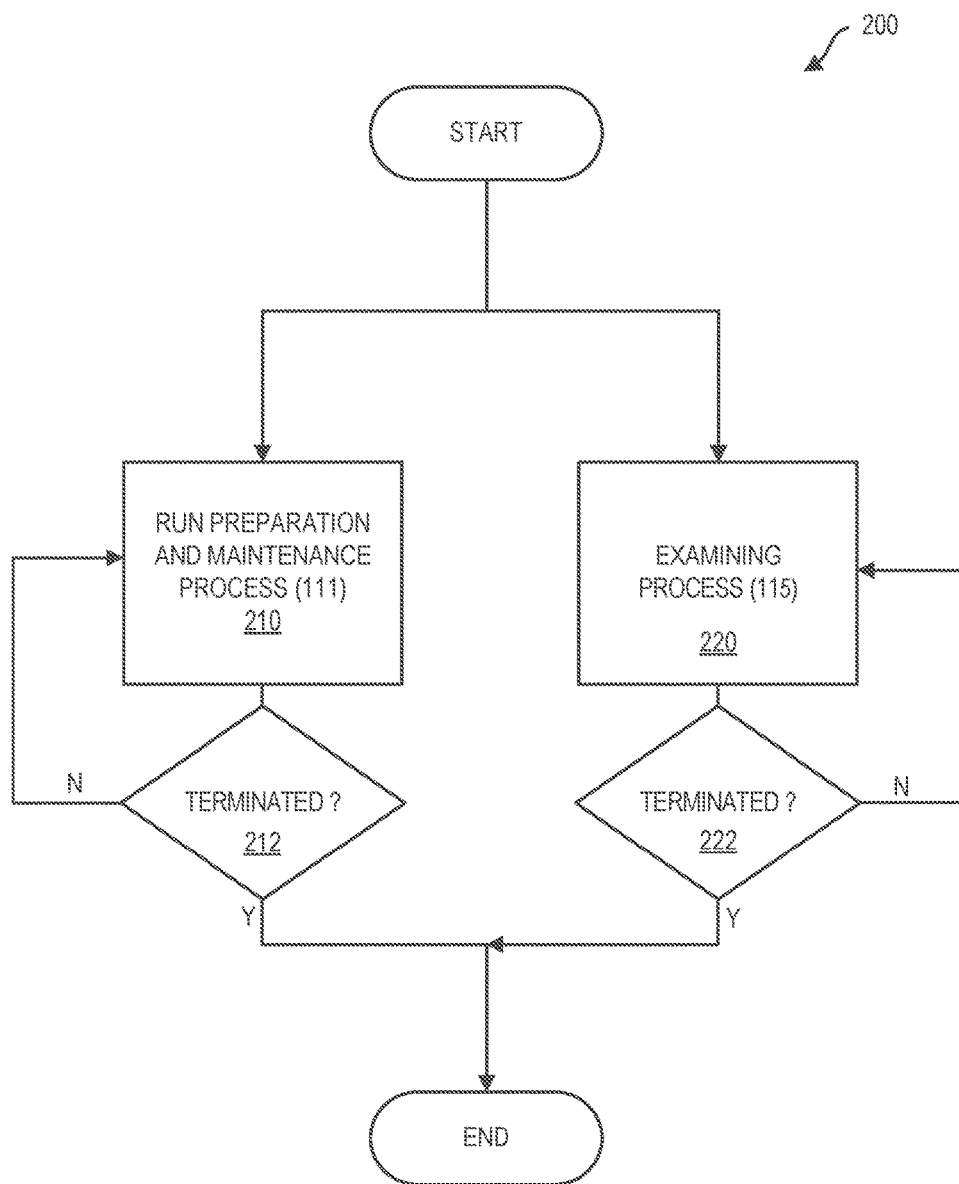 200
START
RUN PREPARATION
AND MAINTENANCE
PROCESS (111)
210
EXAMINING
PROCESS (115)
220
N
TERMINATED ?
212
Y
TERMINATED ?
222
N
Y
END